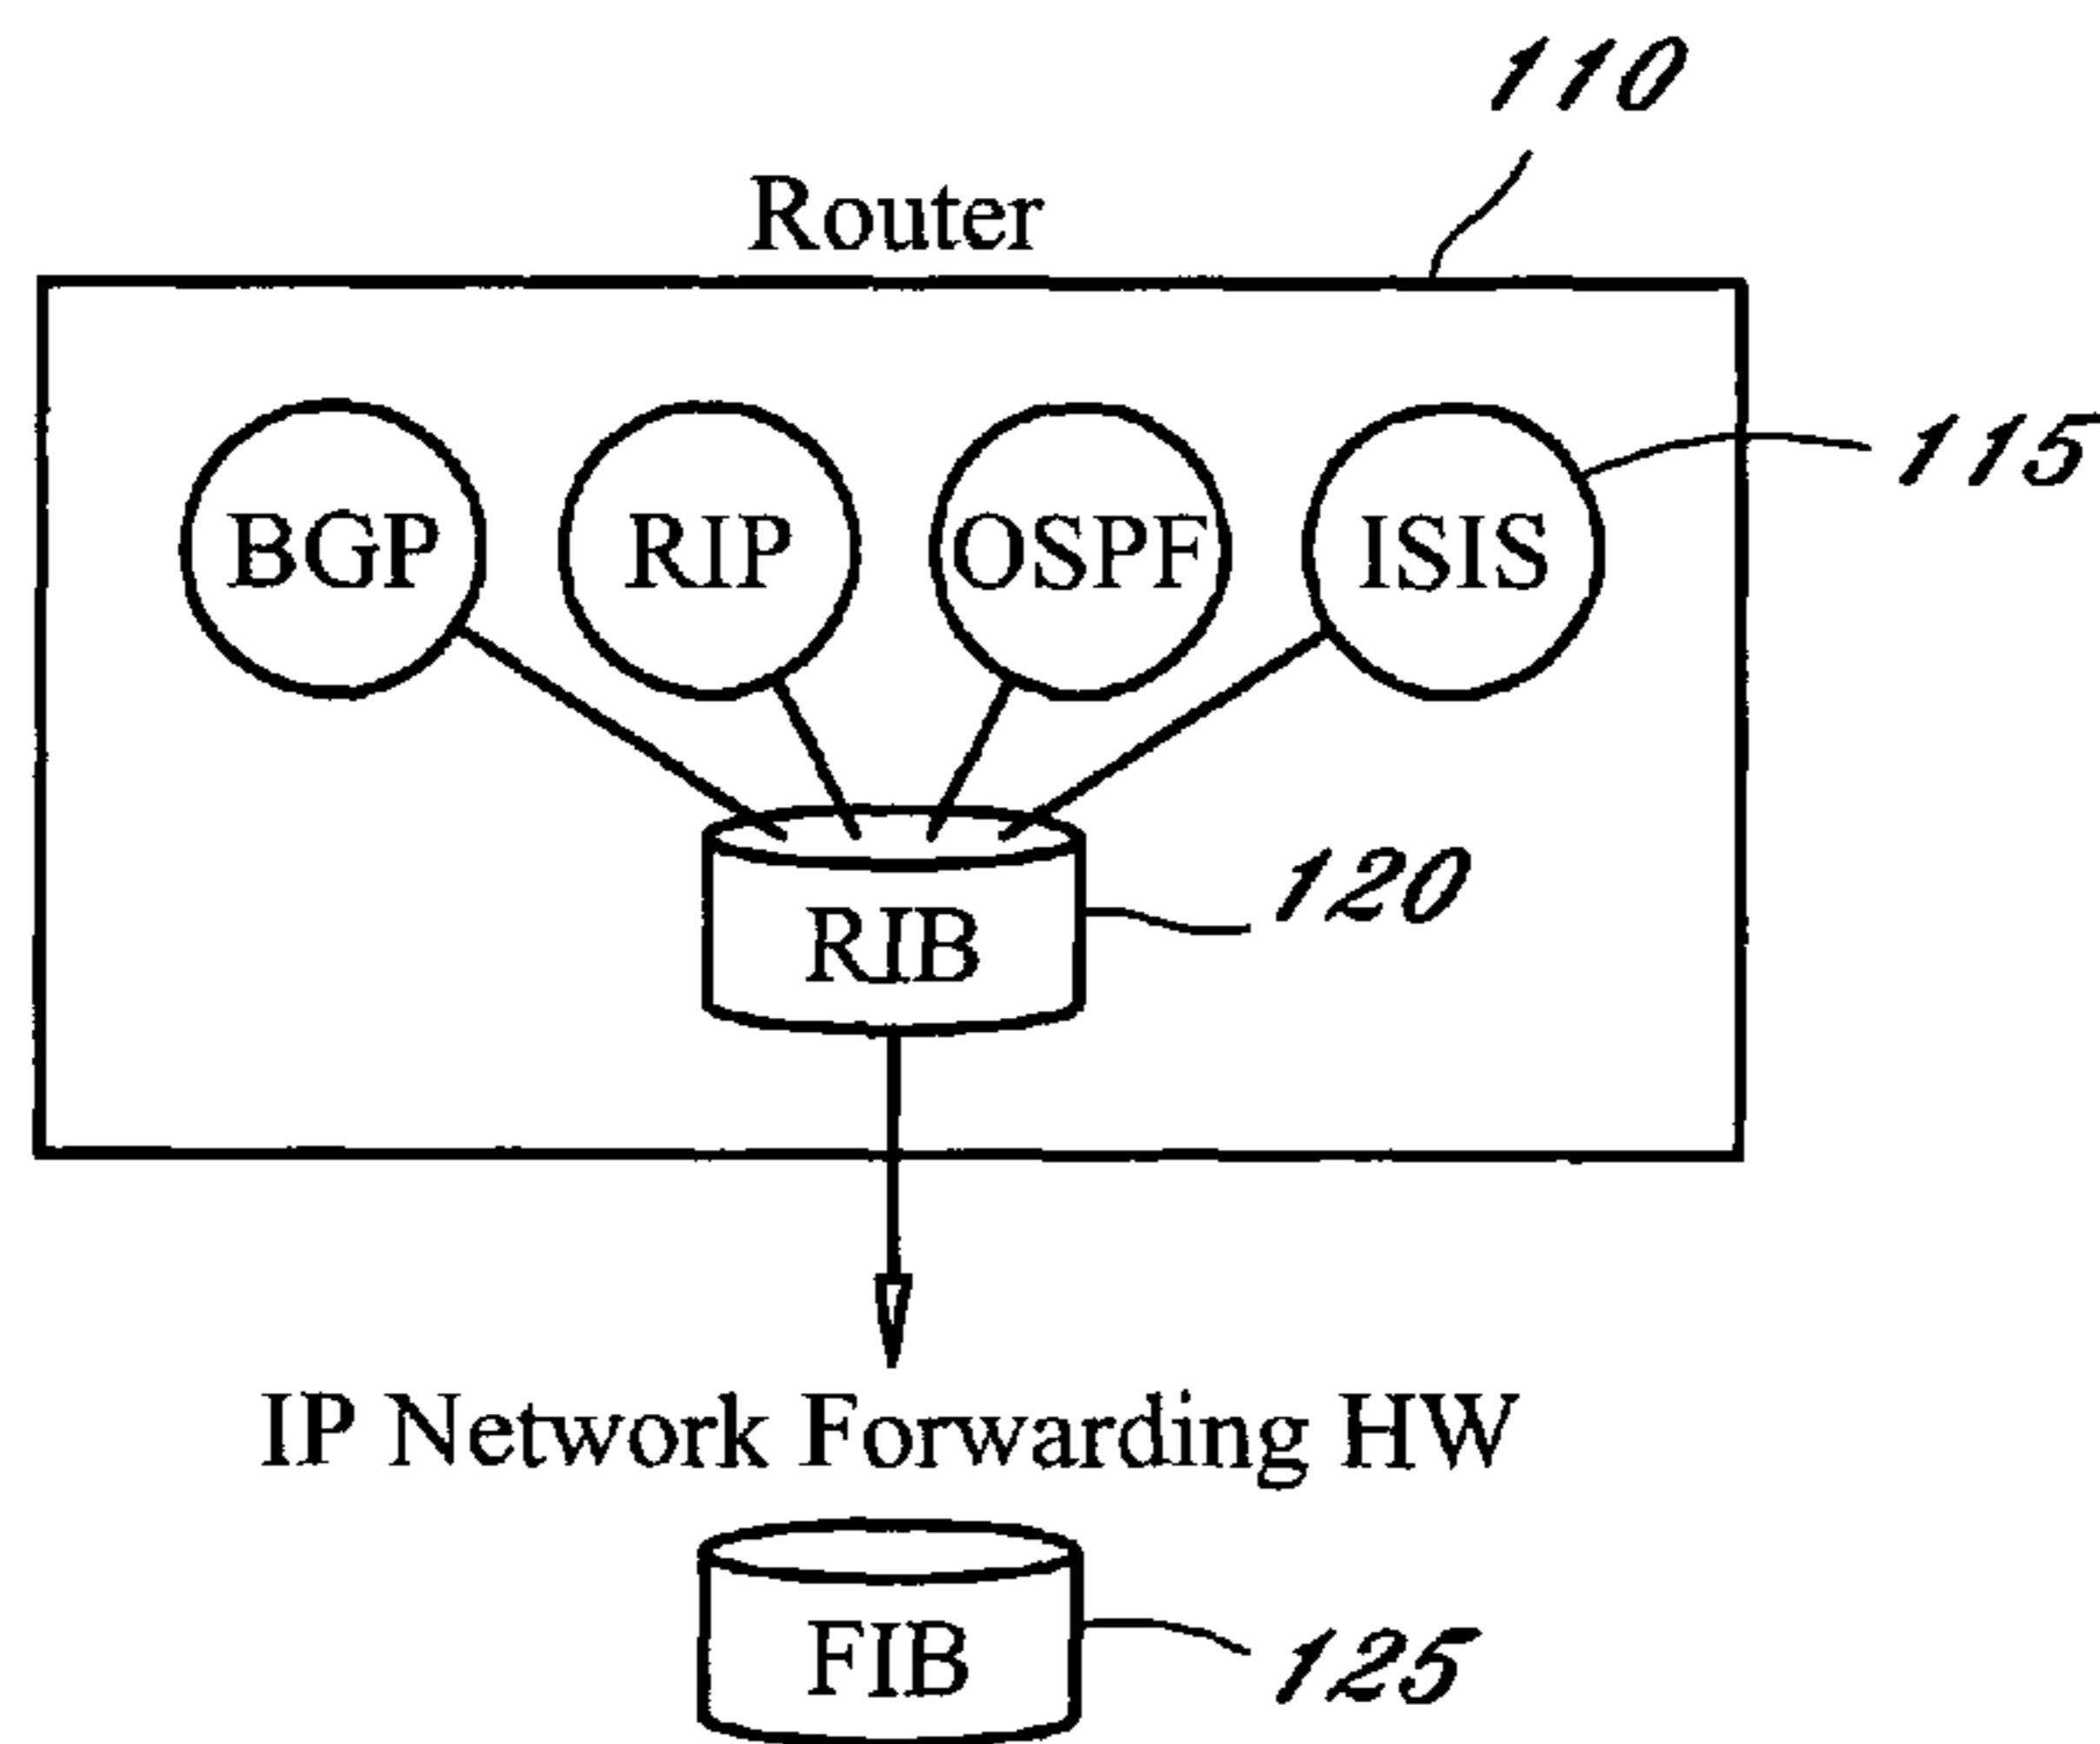 110
Router
115
BGP RIP OSPF ISIS
120
RIB
IP Network Forwarding HW
FIB
125